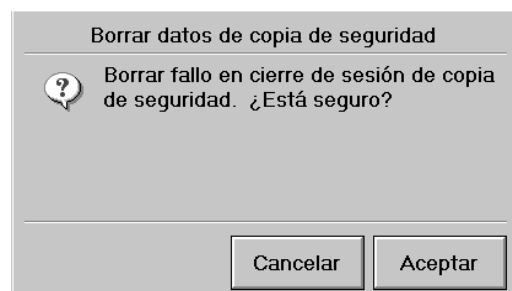 Borrar datos de copia de seguridad
Borrar fallo en cierre de sesión de copia
de seguridad. ¿Está seguro?
Cancelar
Aceptar